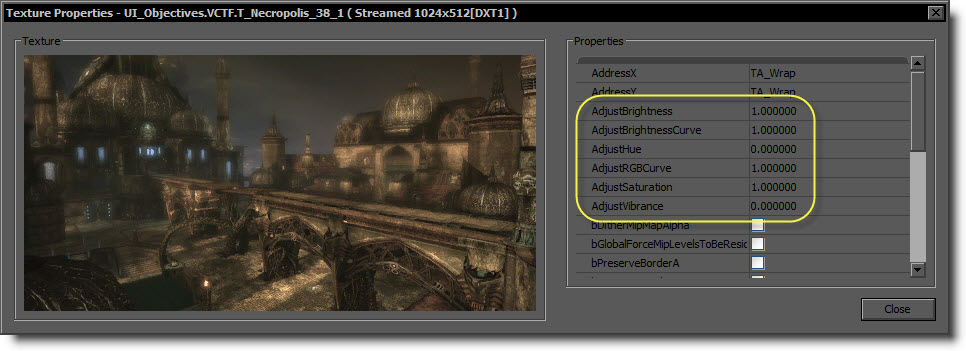 Texture Properties - UI_Objectives.VCTF.T_Necropolis_38_1 ( Streamed 1024x512[DXT1] )
Texture
Properties
AddressX TA_Wrap
AddressY TA_Wrap
AdjustBrightness 1.000000
AdjustBrightnessCurve 1.000000
AdjustHue 0.000000
AdjustRGBCurve 1.000000
AdjustSaturation 1.000000
AdjustVibrance 0.000000
bDitherMipMapAlpha
bGlobalForceMipLevelsToBeResid
bPreserveBorderA
Close